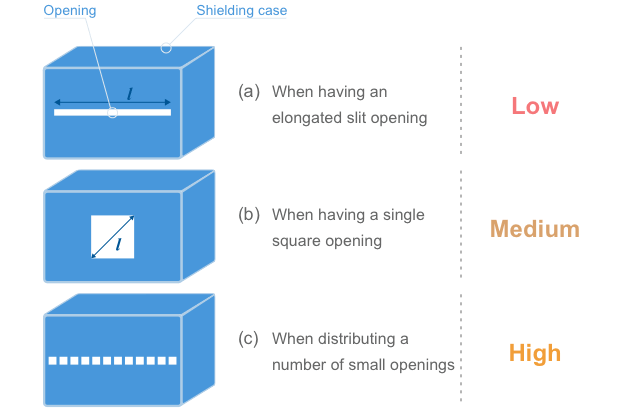 Opening
Shielding case
l
(a) When having an
elongated slit opening
Low
l
(b) When having a single
square opening
Medium
(c) When distributing a
number of small openings
High